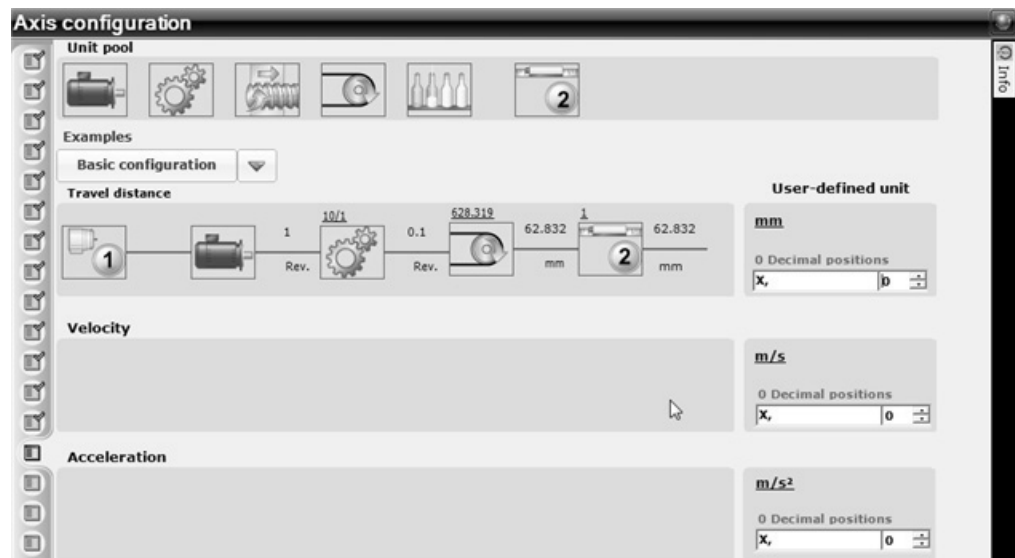 Axis configuration
Info
Unit pool
2
Examples
Basic configuration
Travel distance
User-defined unit
1
1
Rev.
10/1
0.1
Rev.
628.319
62.832
mm
1
2
62.832
mm
mm
0 Decimal positions
x, 0
Velocity
m/s
0 Decimal positions
x, 0
Acceleration
m/s²
0 Decimal positions
x, 0